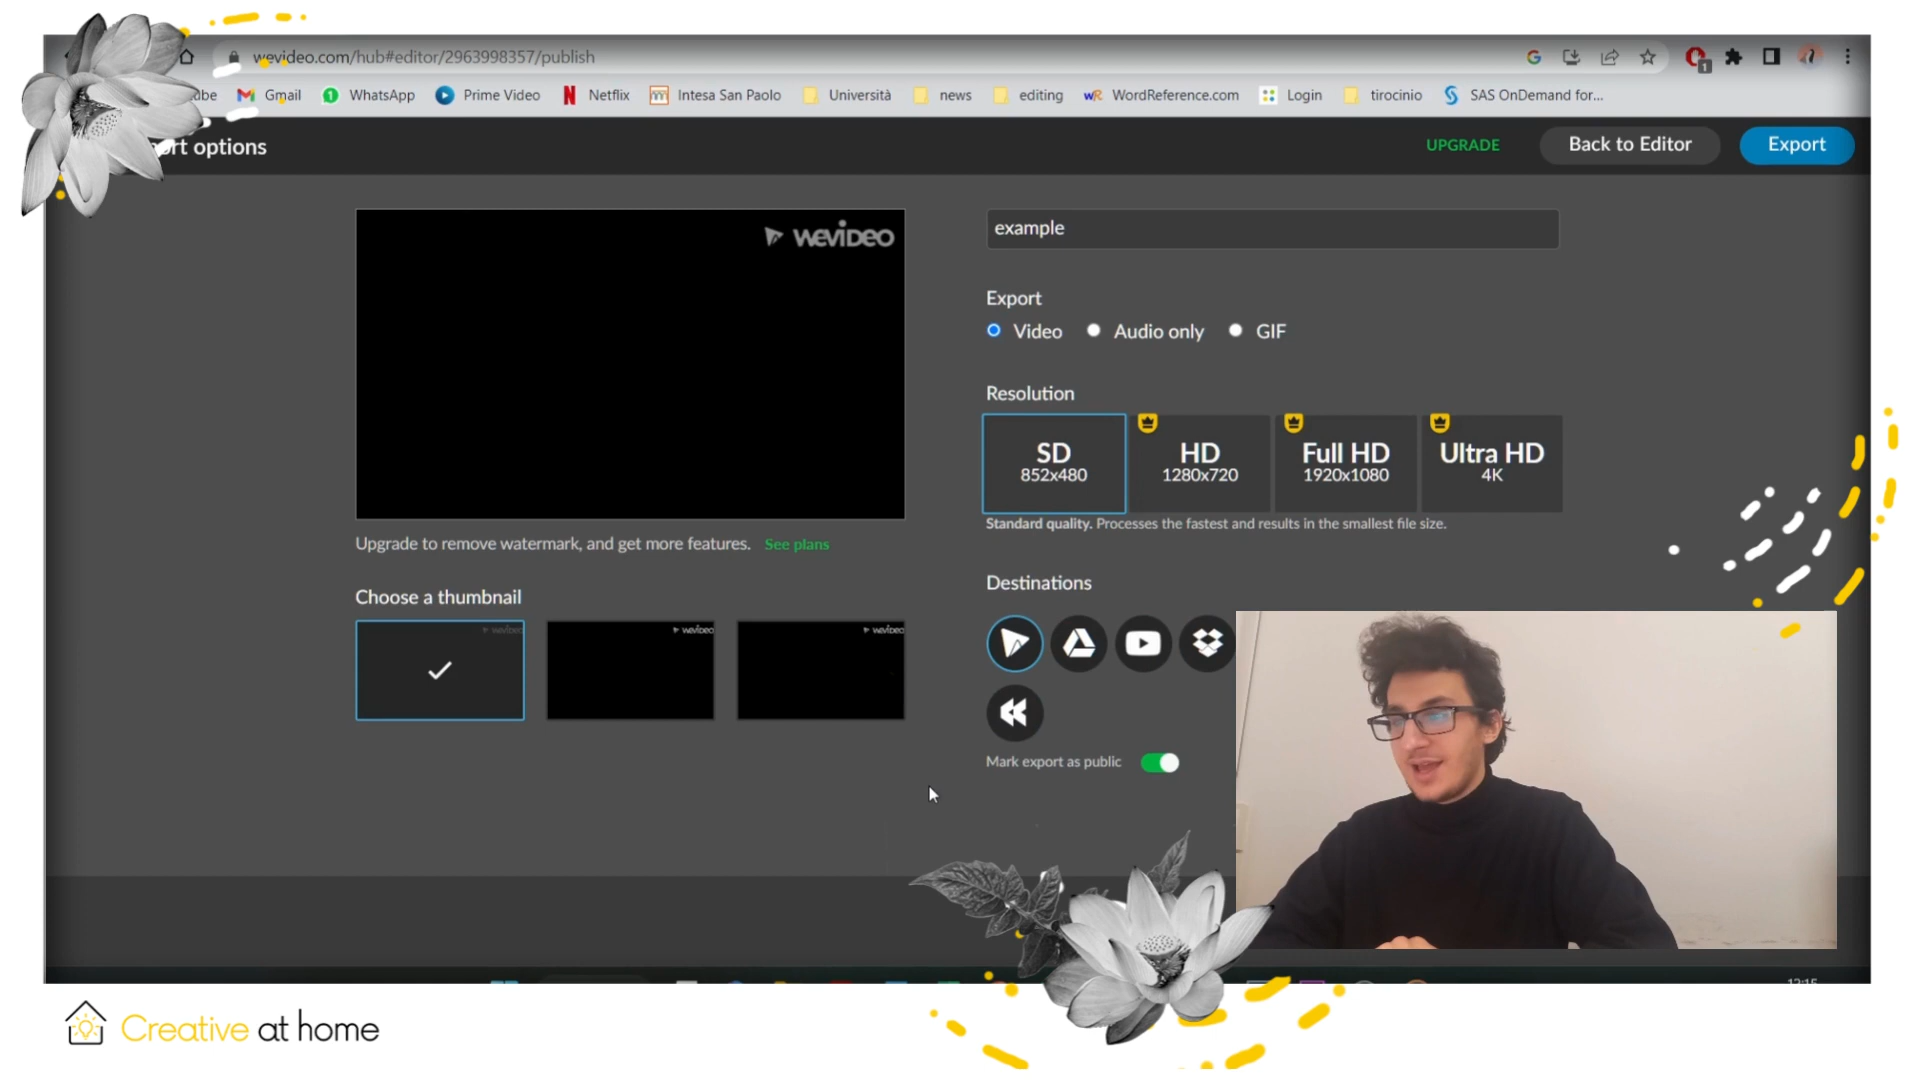 wevideo.com/hub#editor/2963998357/publish
Gmail WhatsApp Prime Video Netflix Intesa San Paolo Università news editing WordReference.com Login tirocinio SAS OnDemand for...
options UPGRADE Back to Editor Export
WEVIDEO
example
Export
Video Audio only GIF
Resolution
SD HD Full HD Ultra HD
852x480 1280x720 1920x1080 4K
Standard quality. Processes the fastest and results in the smallest file size.
Upgrade to remove watermark, and get more features. See plans
Destinations
Choose a thumbnail
wevideo wevideo wevideo
Mark export as public
Creative at home